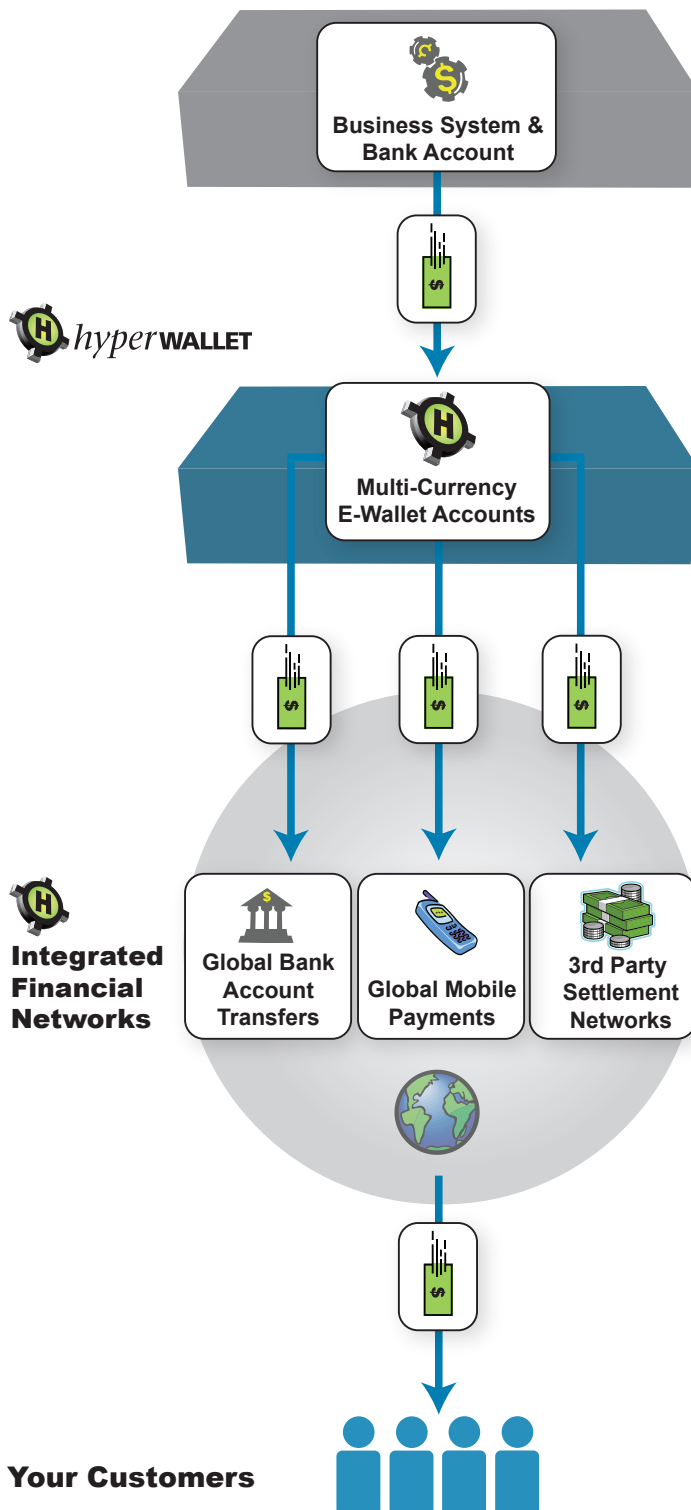 $
Business System &
Bank Account
$
H hyperWALLET
H
Multi-Currency
E-Wallet Accounts
$
$
$
H
Integrated
Financial
Networks
$
Global Bank
Account
Transfers
Global Mobile
Payments
3rd Party
Settlement
Networks
$
Your Customers